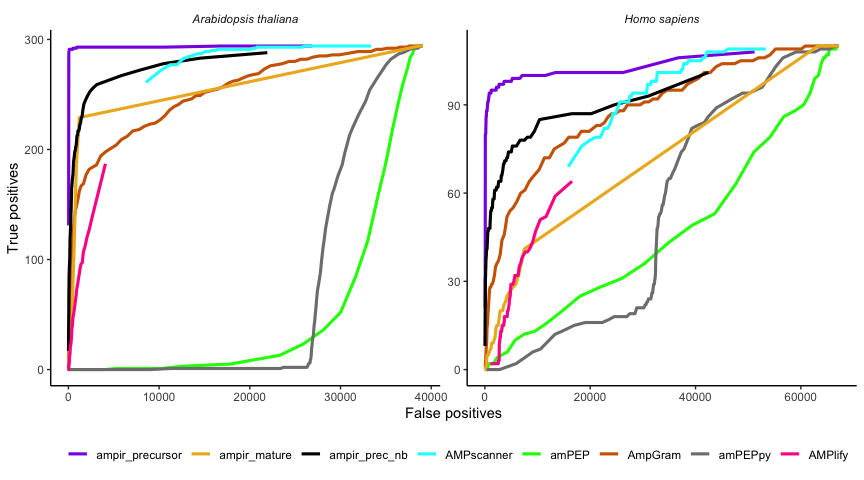 Arabidopsis thaliana Homo sapiens
True positives
300
200
100
0
90
60
30
0
0 10000 20000 30000 40000 0 20000 40000 60000
False positives
ampir_precursor ampir_mature ampir_prec_nb AMPscanner amPEP AmpGram amPEPpy AMPlify